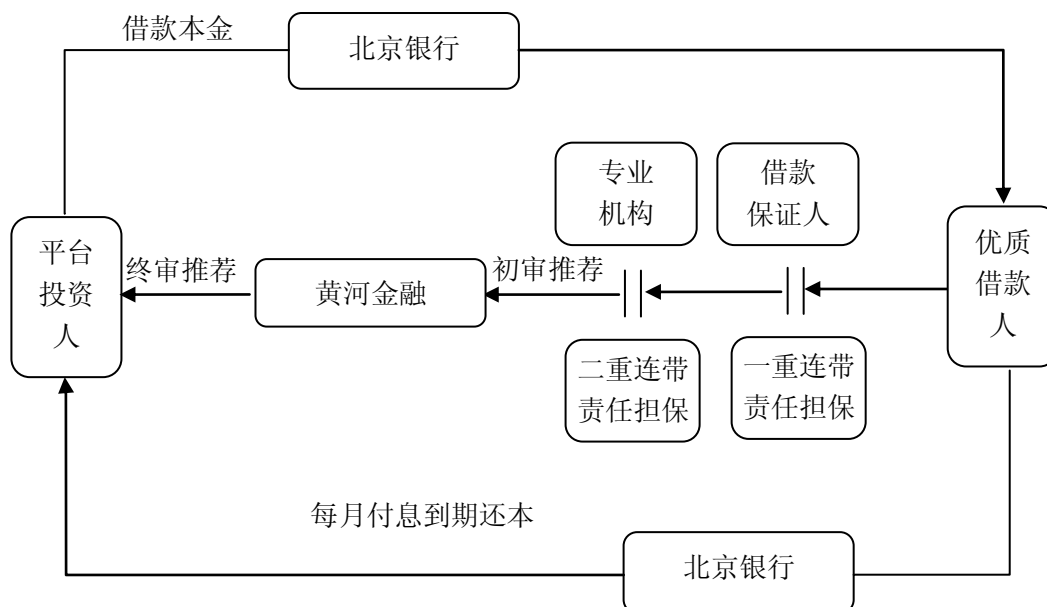 借款本金
北京银行
专业
机构
借款
保证人
平台
投资
人
终审推荐
黄河金融
初审推荐
优质
借款
人
二重连带
责任担保
一重连带
责任担保
每月付息到期还本
北京银行